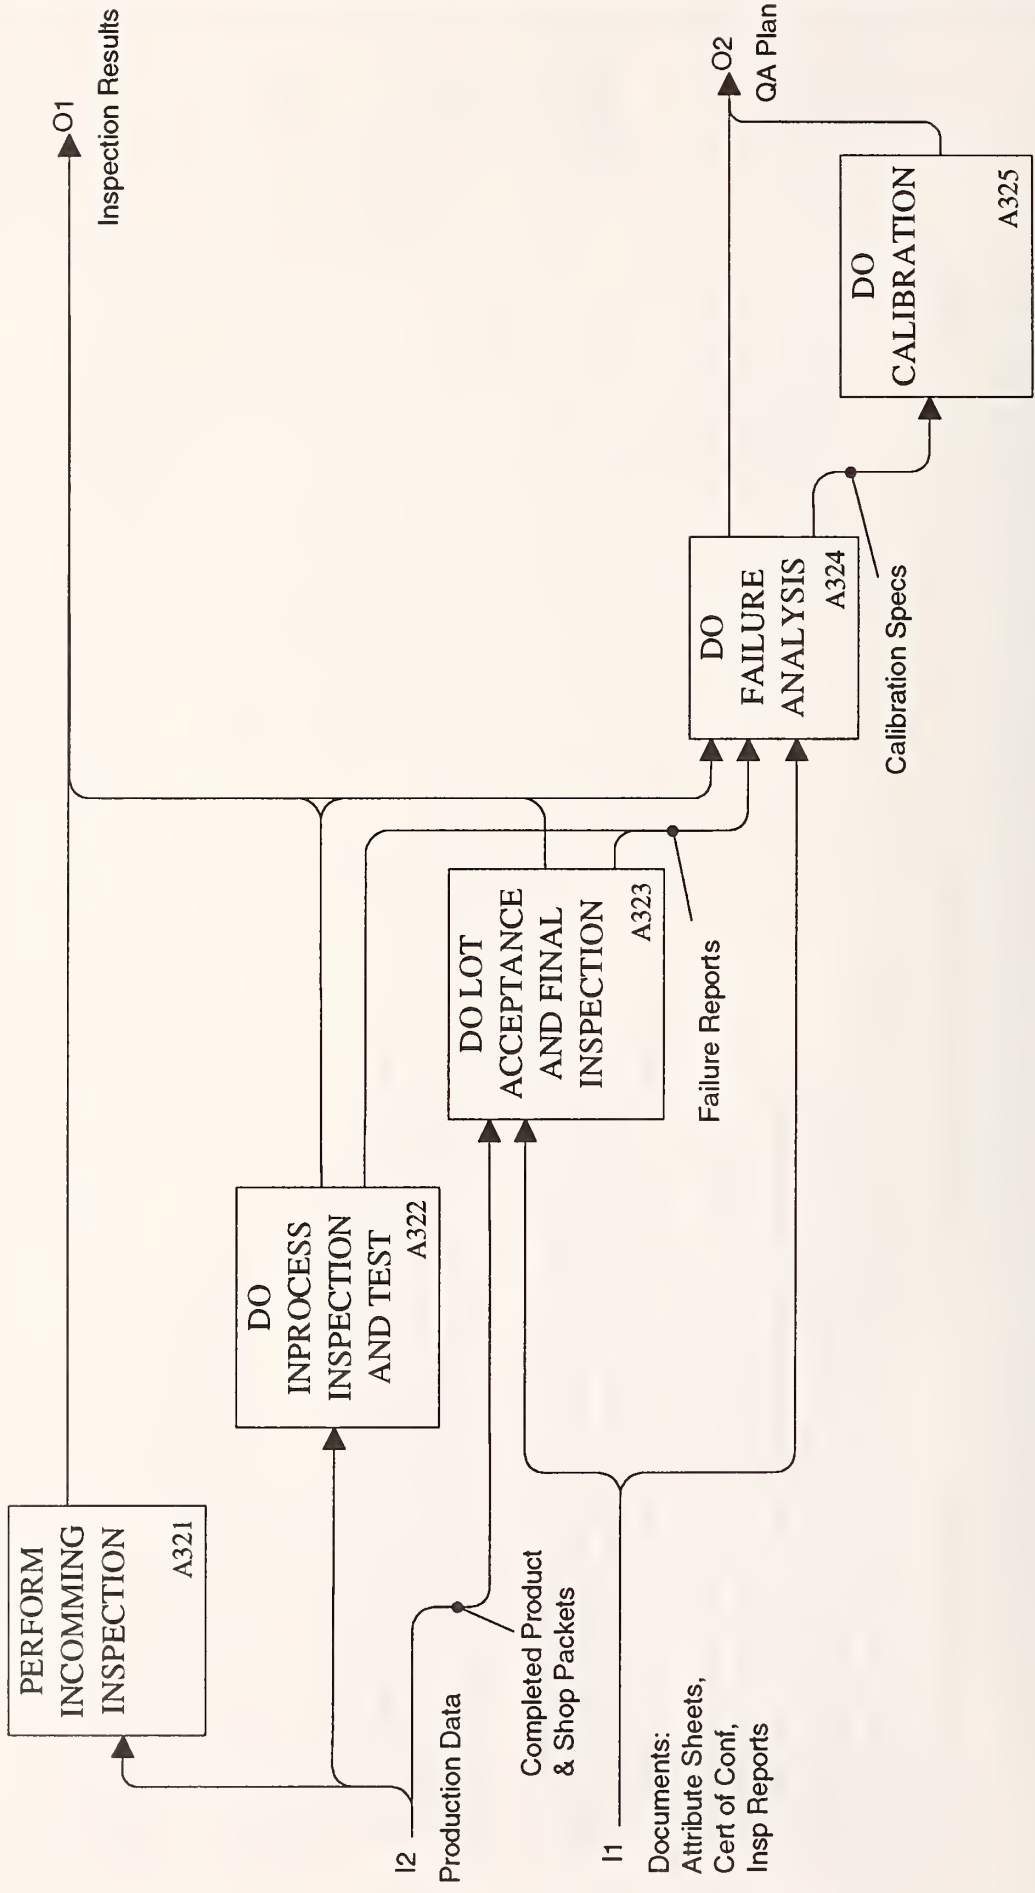 PERFORM
INCOMMING
INSPECTION
A321
O1
Inspection Results
DO
INPROCESS
INSPECTION
AND TEST
A322
I2
Production Data
Completed Product
& Shop Packets
DO LOT
ACCEPTANCE
AND FINAL
INSPECTION
A323
Failure Reports
I1
Documents:
Attribute Sheets,
Cert of Conf,
Insp Reports
DO
FAILURE
ANALYSIS
A324
Calibration Specs
O2
QA Plan
DO
CALIBRATION
A325